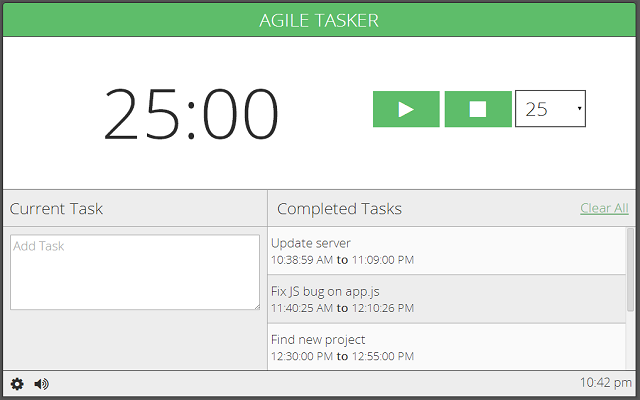 AGILE TASKER
25:00
25
Current Task
Completed Tasks
Clear All
Add Task
Update server
10:38:59 AM to 11:09:00 PM
Fix JS bug on app.js
11:40:25 AM to 12:10:26 PM
Find new project
12:30:00 PM to 12:55:00 PM
10:42 pm